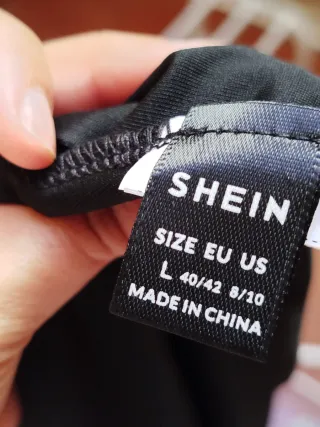 SHEIN
SIZE EU US
L 40/42 8/10
MADE IN CHINA